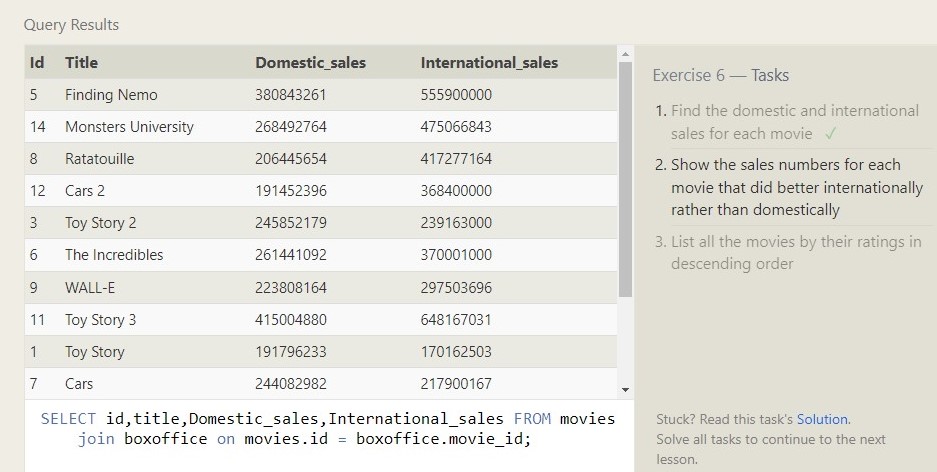 Query Results
Id Title Domestic_sales International_sales
5 Finding Nemo 380843261 555900000
14 Monsters University 268492764 475066843
8 Ratatouille 206445654 417277164
12 Cars 2 191452396 368400000
3 Toy Story 2 245852179 239163000
6 The Incredibles 261441092 370001000
9 WALL-E 223808164 297503696
11 Toy Story 3 415004880 648167031
1 Toy Story 191796233 170162503
7 Cars 244082982 217900167
SELECT id,title,Domestic_sales,International_sales FROM movies
join boxoffice on movies.id = boxoffice.movie_id;
Exercise 6 — Tasks
1. Find the domestic and international
sales for each movie ✓
2. Show the sales numbers for each
movie that did better internationally
rather than domestically
3. List all the movies by their ratings in
descending order
Stuck? Read this task's Solution.
Solve all tasks to continue to the next
lesson.